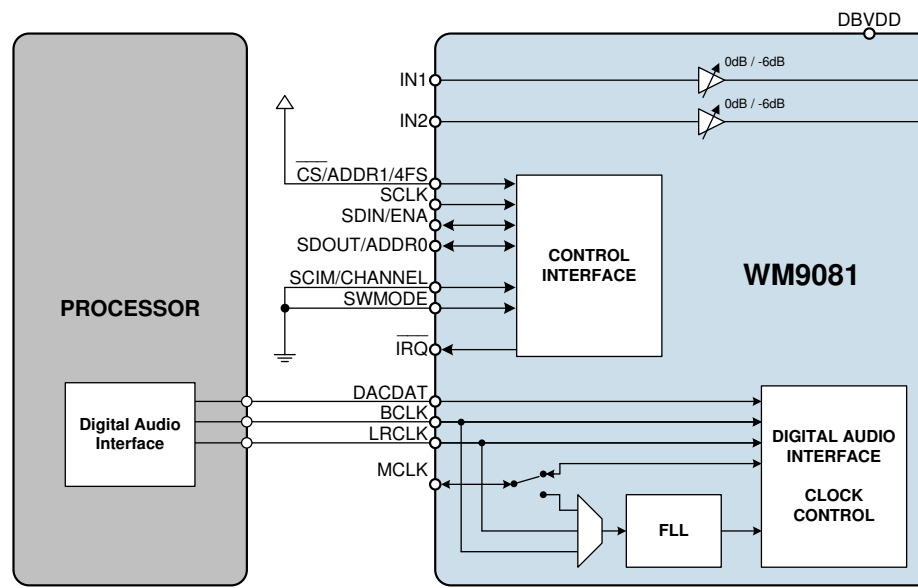 DBVDD
IN1
0dB / -6dB
IN2
0dB / -6dB
CS/ADDR1/4FS
SCLK
SDIN/ENA
SDOUT/ADDR0
SCIM/CHANNEL
SWMODE
IRQ
CONTROL
INTERFACE
WM9081
PROCESSOR
Digital Audio
Interface
DACDAT
BCLK
LRCLK
MCLK
FLL
DIGITAL AUDIO
INTERFACE
CLOCK
CONTROL